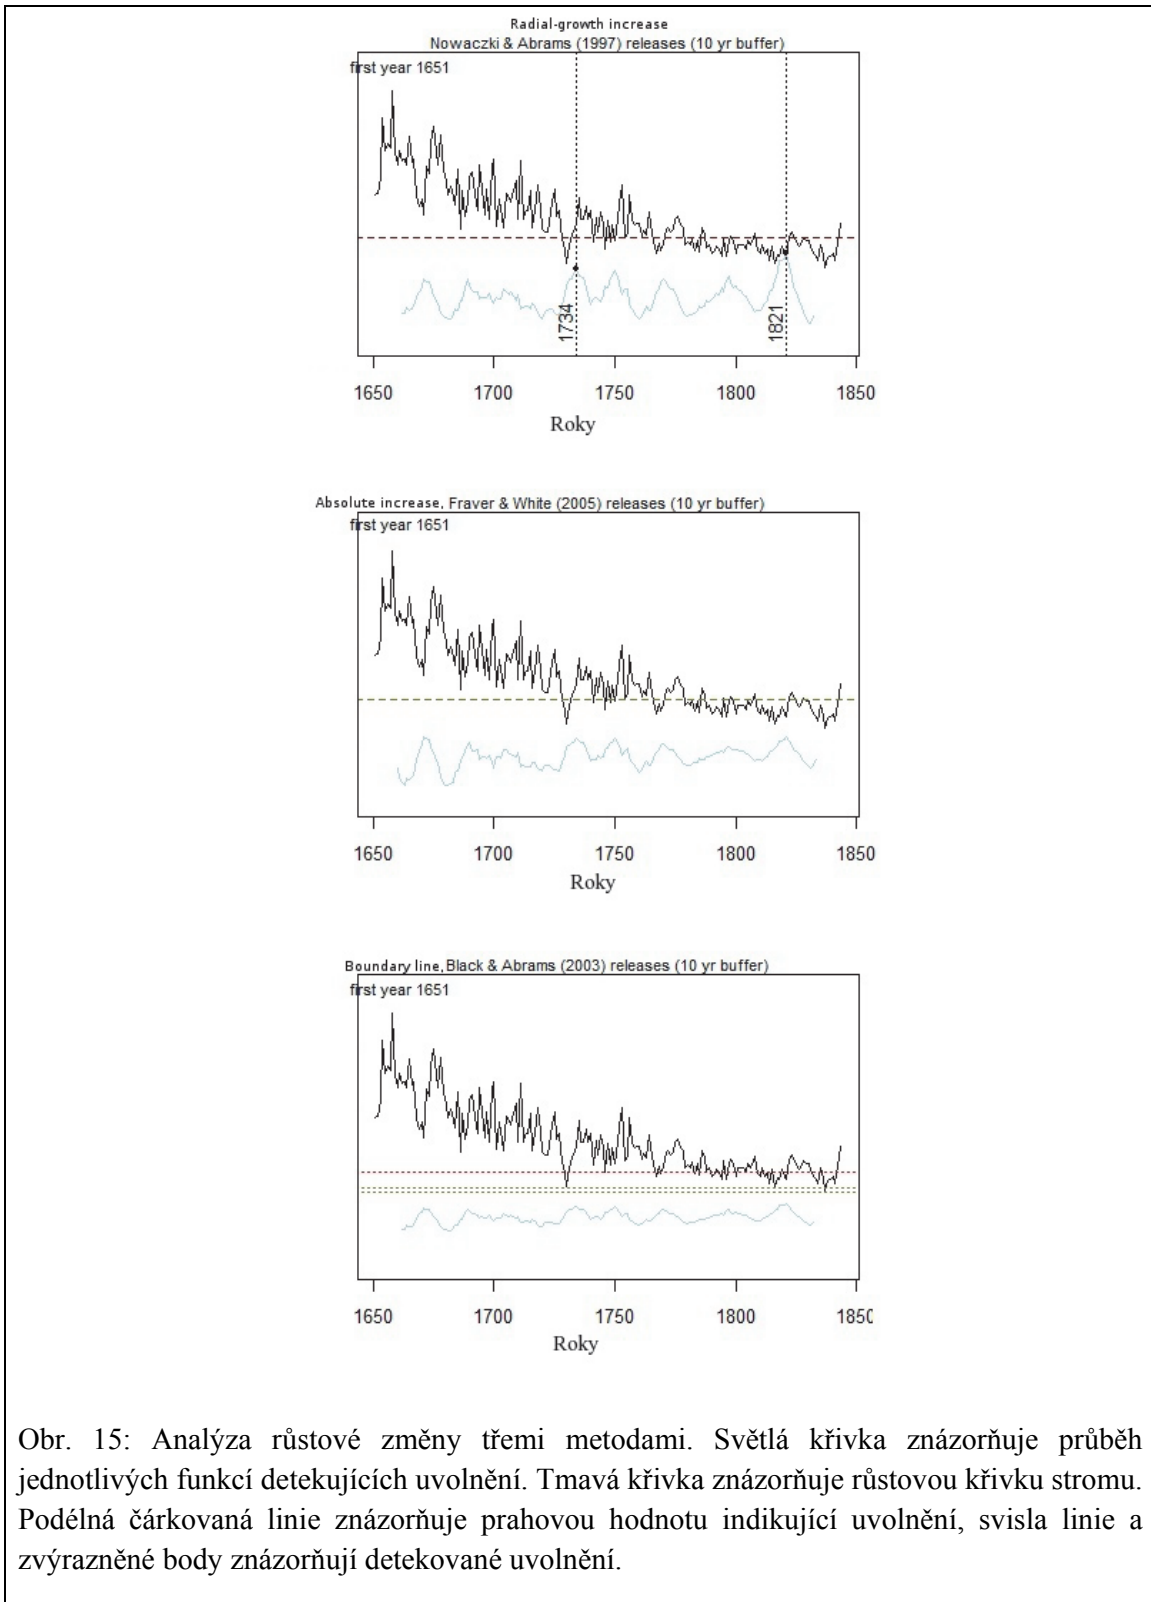 Radial-growth increase
Nowaczki & Abrams (1997) releases (10 yr buffer)
first year 1651
1734
1821
1650 1700 1750 1800 1850
Roky
Absolute increase, Fraver & White (2005) releases (10 yr buffer)
first year 1651
1650 1700 1750 1800 1850
Roky
Boundary line, Black & Abrams (2003) releases (10 yr buffer)
first year 1651
1650 1700 1750 1800 1850
Roky
Obr. 15: Analýza růstové změny třemi metodami. Světlá křivka znázorňuje průběh
jednotlivých funkcí detekujících uvolnění. Tmavá křivka znázorňuje růstovou křivku stromu.
Podélná čárkovaná linie znázorňuje prahovou hodnotu indikující uvolnění, svisla linie a
zvýrazněné body znázorňují detekované uvolnění.